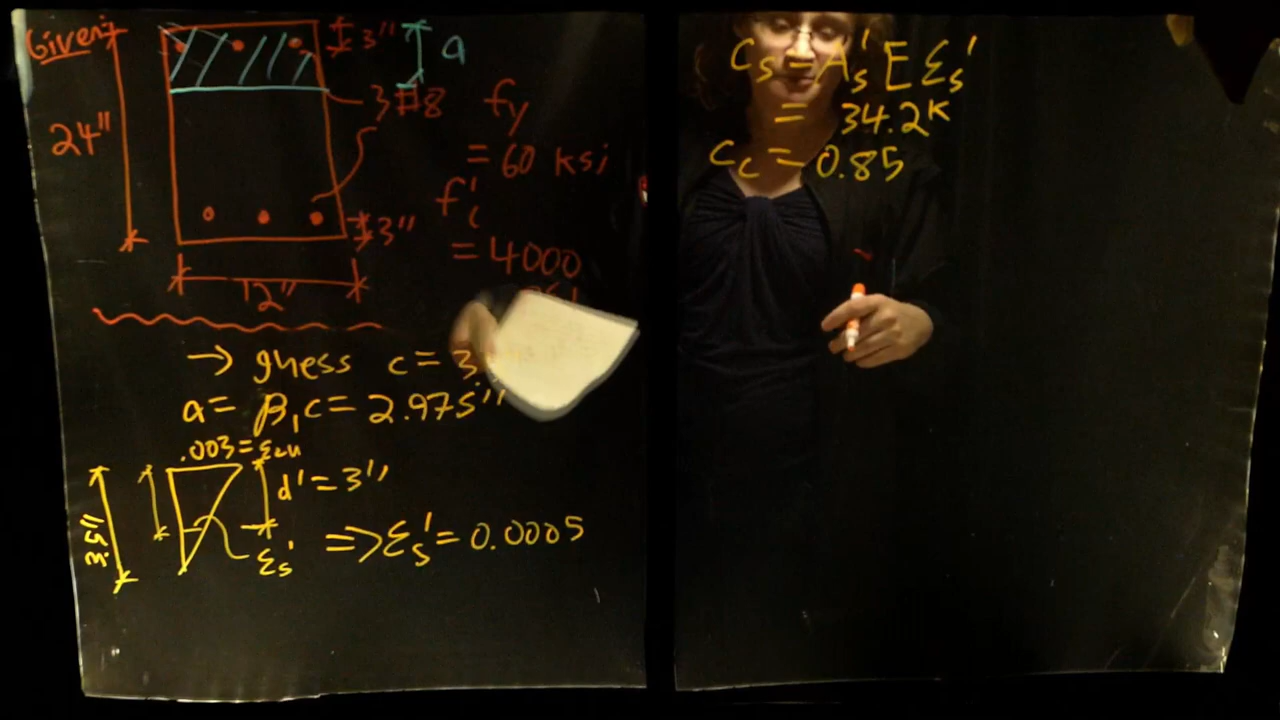 Given:
3"
a
3#8
24"
fy
= 60 ksi
f'c
3"
= 4000
12"
→ guess c = 3.
a = β₁c = 2.975"
.003 = εcu
d' = 3"
3.5"
εs'
⇒ εs' = 0.0005
Cs = A's E εs'
= 34.2K
Cc = 0.85